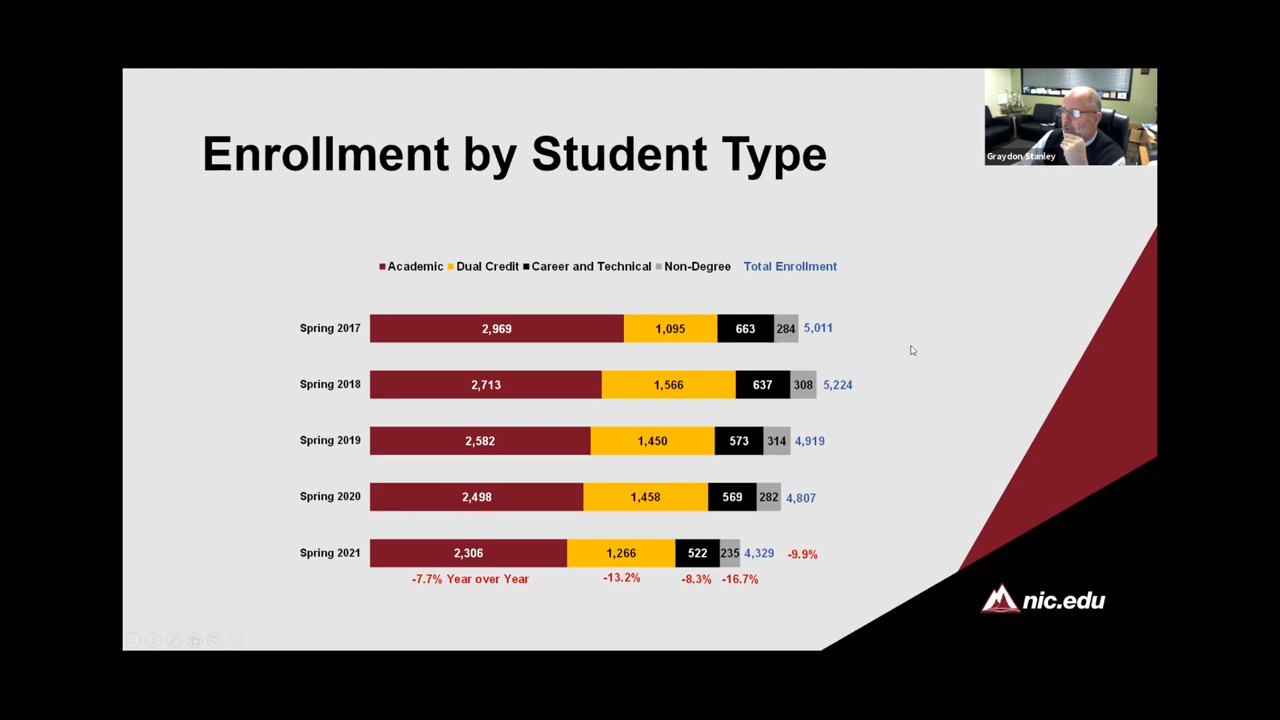 Graydon Stanley
Enrollment by Student Type
Academic Dual Credit Career and Technical Non-Degree Total Enrollment
Spring 2017 2,969 1,095 663 284 5,011
Spring 2018 2,713 1,566 637 308 5,224
Spring 2019 2,582 1,450 573 314 4,919
Spring 2020 2,498 1,458 569 282 4,807
Spring 2021 2,306 1,266 522 235 4,329 -9.9%
-7.7% Year over Year -13.2% -8.3% -16.7%
nic.edu